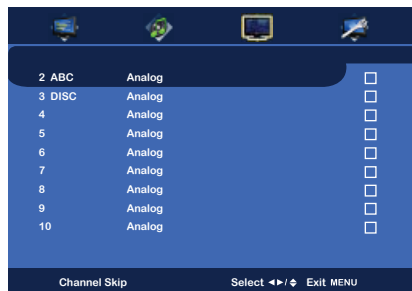 2 ABC Analog
3 DISC Analog
4 Analog
5 Analog
6 Analog
7 Analog
8 Analog
9 Analog
10 Analog
Channel Skip Select ◄►/◆ Exit MENU